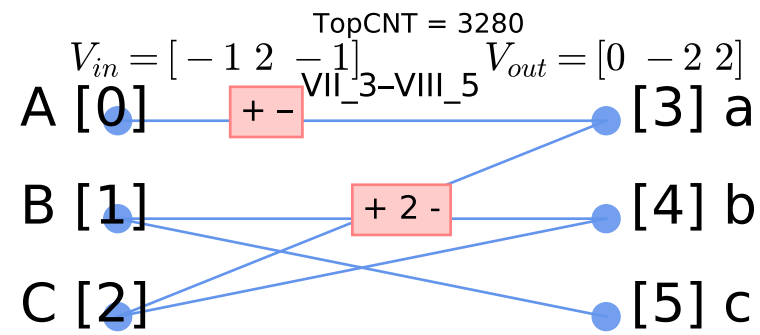 TopCNT = 3280
V_in = [ − 1 2 − 1]
V_out = [0 − 2 2]
VII_3–VIII_5
A [0]
+ −
[3] a
B [1]
+ 2 -
[4] b
C [2]
[5] c